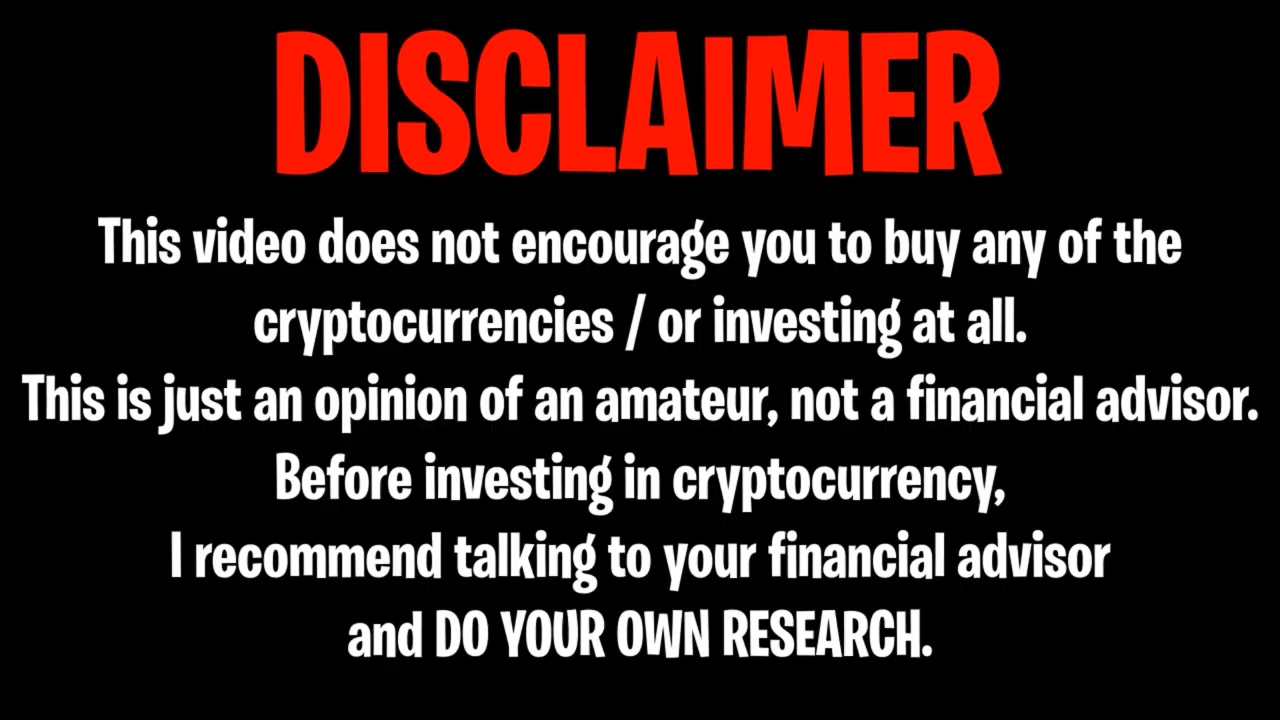 DISCLAIMER
This video does not encourage you to buy any of the
cryptocurrencies / or investing at all.
This is just an opinion of an amateur, not a financial advisor.
Before investing in cryptocurrency,
I recommend talking to your financial advisor
and DO YOUR OWN RESEARCH.